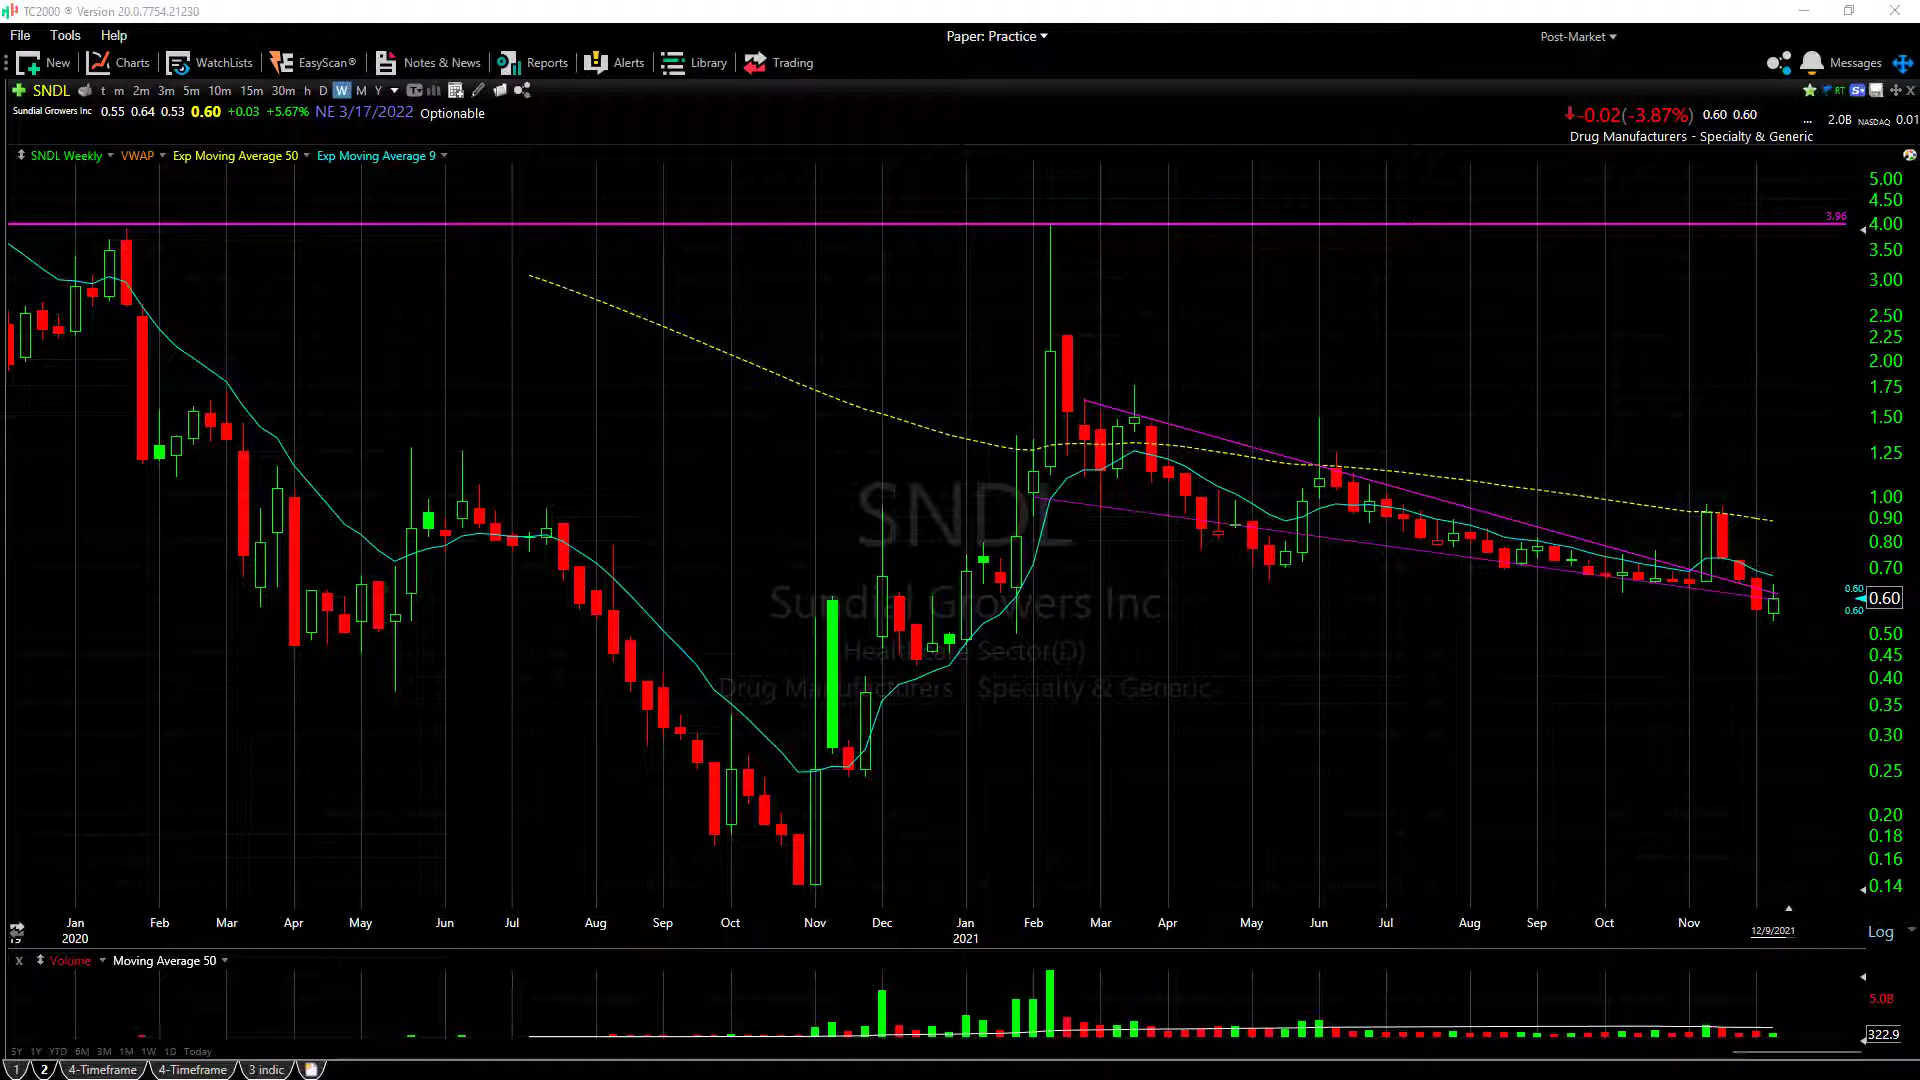 TC2000 ® Version 20.0.7754.21230
File Tools Help Paper: Practice Post-Market
New Charts WatchLists EasyScan® Notes & News Reports Alerts Library Trading Messages
SNDL t m 2m 3m 5m 10m 15m 30m h D W M Y RT
Sundial Growers Inc 0.55 0.64 0.53 0.60 +0.03 +5.67% NE 3/17/2022 Optionable -0.02(-3.87%) 0.60 0.60 ... 2.0B NASDAQ 0.01
Drug Manufacturers - Specialty & Generic
SNDL Weekly VWAP Exp Moving Average 50 Exp Moving Average 9
5.00
4.50
3.96 4.00
3.50
3.00
2.50
2.25
2.00
1.75
1.50
1.25
1.00
SNDL
0.90
0.80
0.70
0.60
Sundial Growers Inc 0.60
0.60
0.50
Healthcare Sector(D) 0.45
0.40
Drug Manufacturers Specialty & Generic
0.35
0.30
0.25
0.20
0.18
0.16
0.14
Jan Feb Mar Apr May Jun Jul Aug Sep Oct Nov Dec Jan Feb Mar Apr May Jun Jul Aug Sep Oct Nov
19 2020 2021 12/9/2021 Log
X Volume Moving Average 50
5.0B
322.9
5Y 1Y YTD 6M 3M 1M 1W 1D Today
1 2 4-Timeframe 4-Timeframe 3 indic